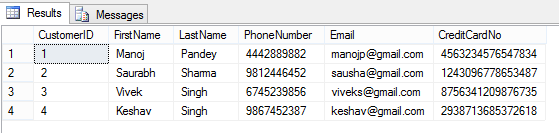 Results Messages
CustomerID FirstName LastName PhoneNumber Email CreditCardNo
1 1 Manoj Pandey 4442889882 manojp@gmail.com 4563234576547834
2 2 Saurabh Sharma 9812446452 sausha@gmail.com 1243096778653487
3 3 Vivek Singh 6745239856 viveks@gmail.com 8756341209876735
4 4 Keshav Singh 9867452387 keshav@gmail.com 2938713685372618